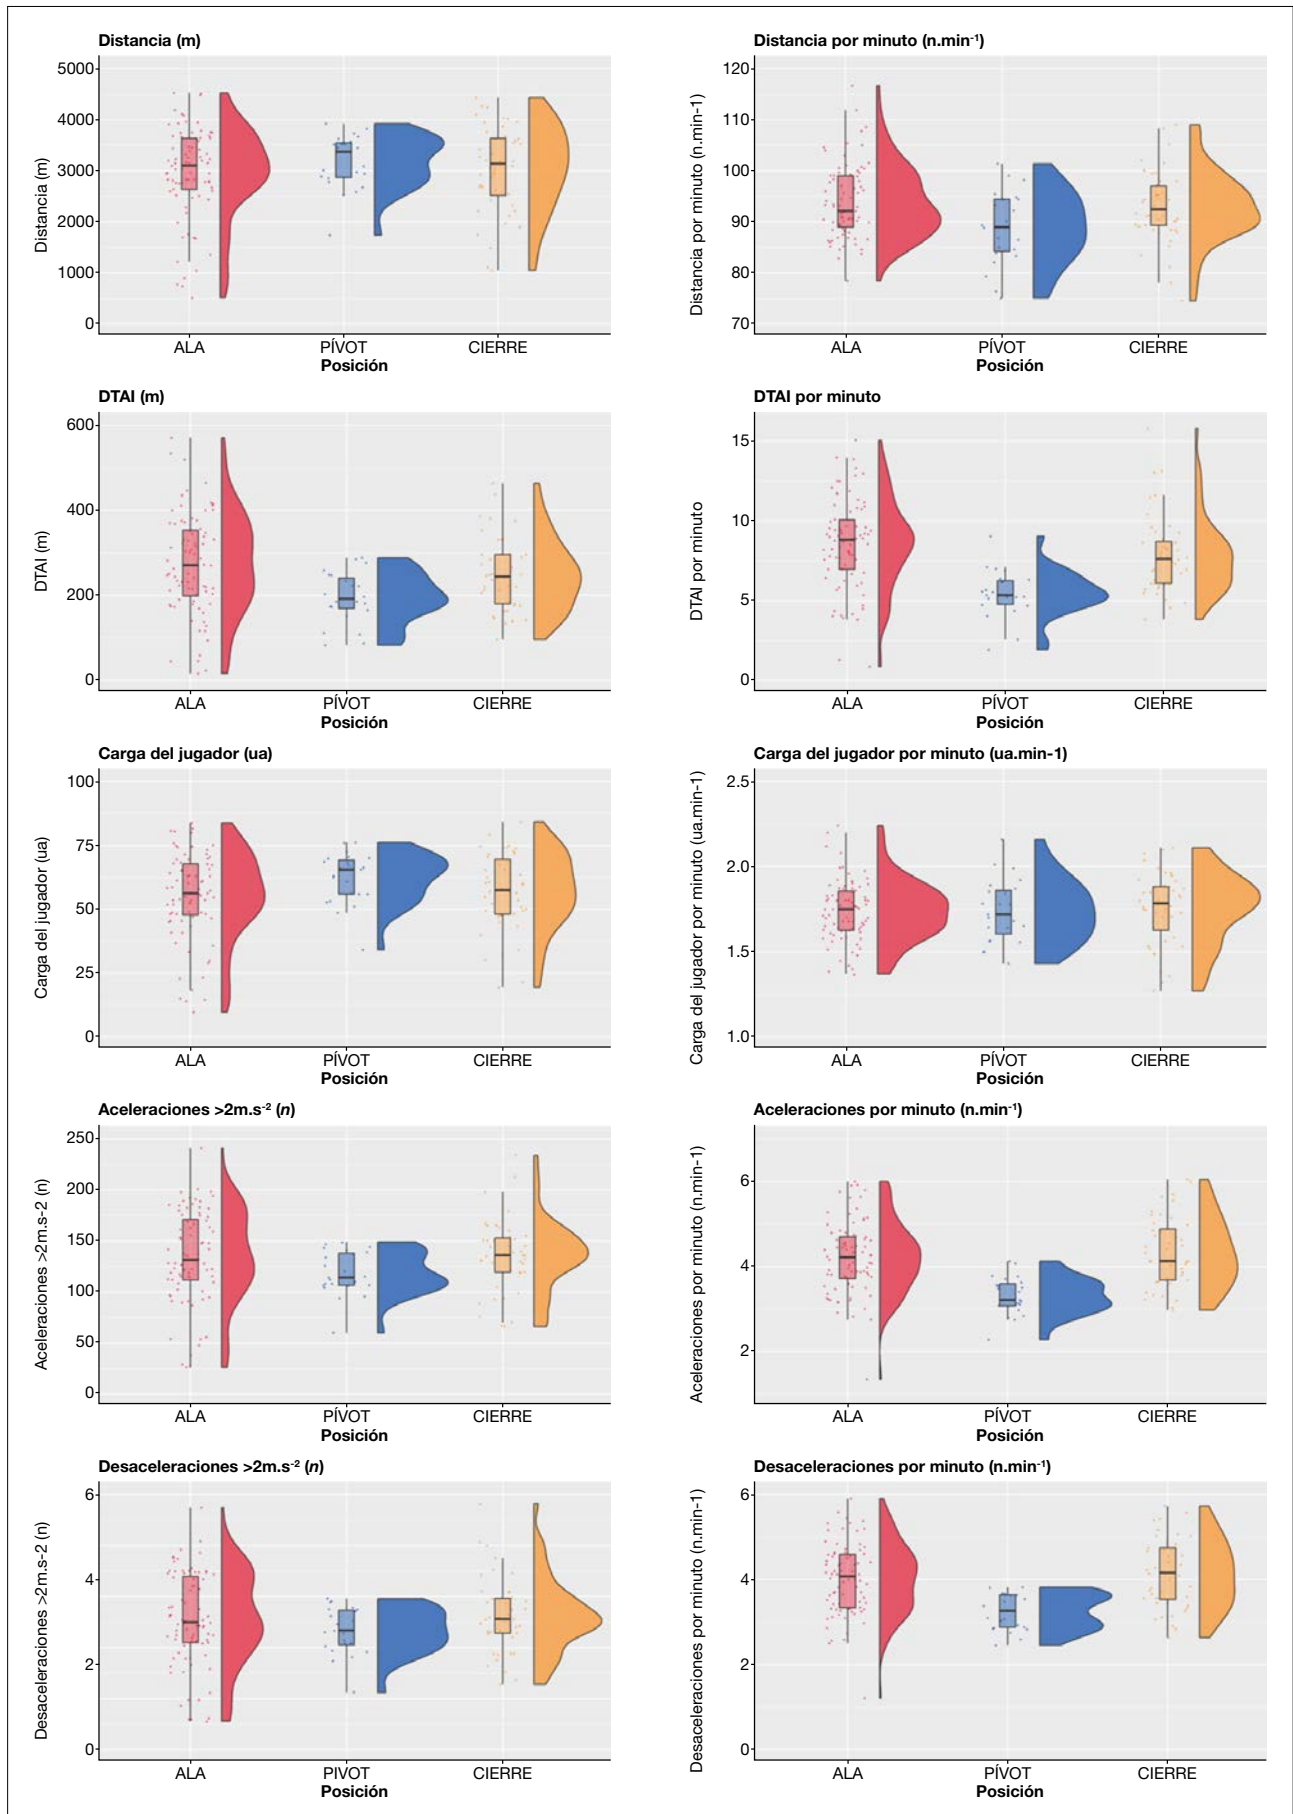 Distancia (m)
Distancia (m)
5000
4000
3000
2000
1000
0
ALA PÍVOT CIERRE
Posición
Distancia por minuto (n.min-1)
Distancia por minuto (n.min-1)
120
110
100
90
80
70
ALA PÍVOT CIERRE
Posición
DTAI (m)
DTAI (m)
600
400
200
0
ALA PÍVOT CIERRE
Posición
DTAI por minuto
DTAI por minuto
15
10
5
0
ALA PÍVOT CIERRE
Posición
Carga del jugador (ua)
Carga del jugador (ua)
100
75
50
25
0
ALA PÍVOT CIERRE
Posición
Carga del jugador por minuto (ua.min-1)
Carga del jugador por minuto (ua.min-1)
2.5
2.0
1.5
1.0
ALA PÍVOT CIERRE
Posición
Aceleraciones >2m.s-2 (n)
Aceleraciones >2m.s-2 (n)
250
200
150
100
50
0
ALA PÍVOT CIERRE
Posición
Aceleraciones por minuto (n.min-1)
Aceleraciones por minuto (n.min-1)
6
4
2
ALA PÍVOT CIERRE
Posición
Desaceleraciones >2m.s-2 (n)
Desaceleraciones >2m.s-2 (n)
6
4
2
0
ALA PIVOT CIERRE
Posición
Desaceleraciones por minuto (n.min-1)
Desaceleraciones por minuto (n.min-1)
6
4
2
0
ALA PÍVOT CIERRE
Posición